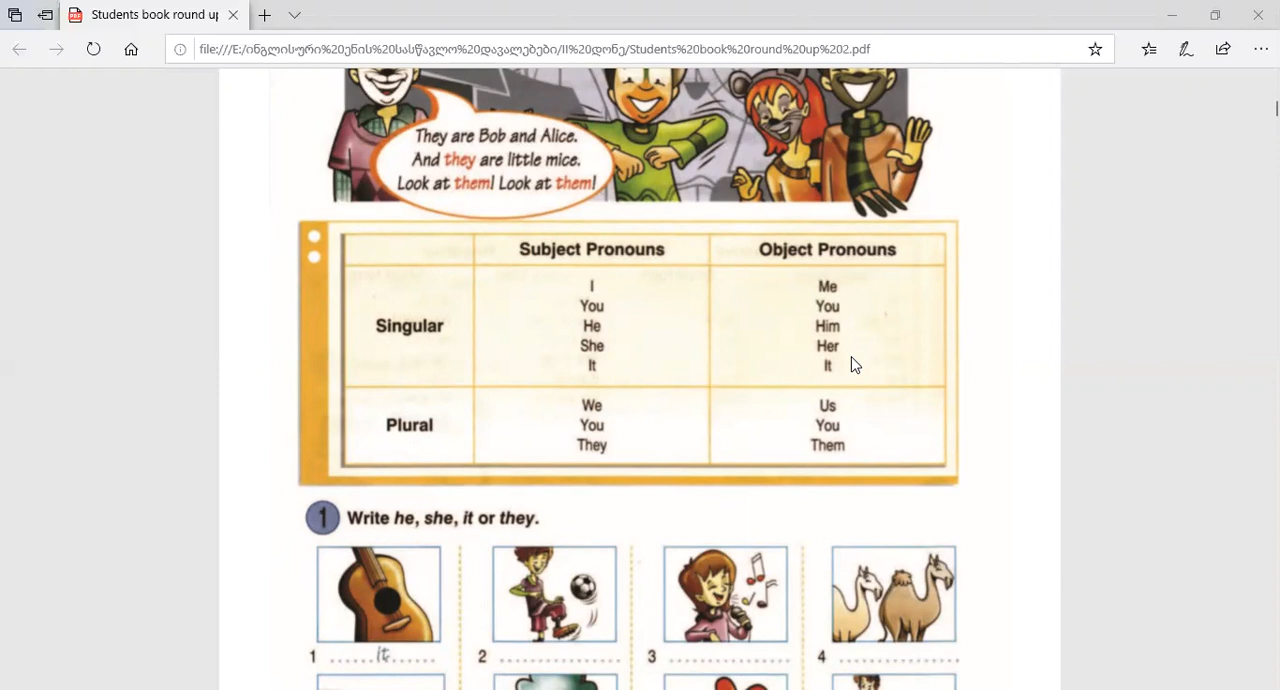 Students book round up
file:///E:/ინგლისური%20ენის%20სასწავლო%20დავალებები/II%20დონე/Students%20book%20round%20up%202.pdf
They are Bob and Alice.
And they are little mice.
Look at them! Look at them!
Subject Pronouns Object Pronouns
Singular
I Me
You You
He Him
She Her
It It
Plural
We Us
You You
They Them
1 Write he, she, it or they.
1 ......It......
2 ..................
3 ..................
4 ..................